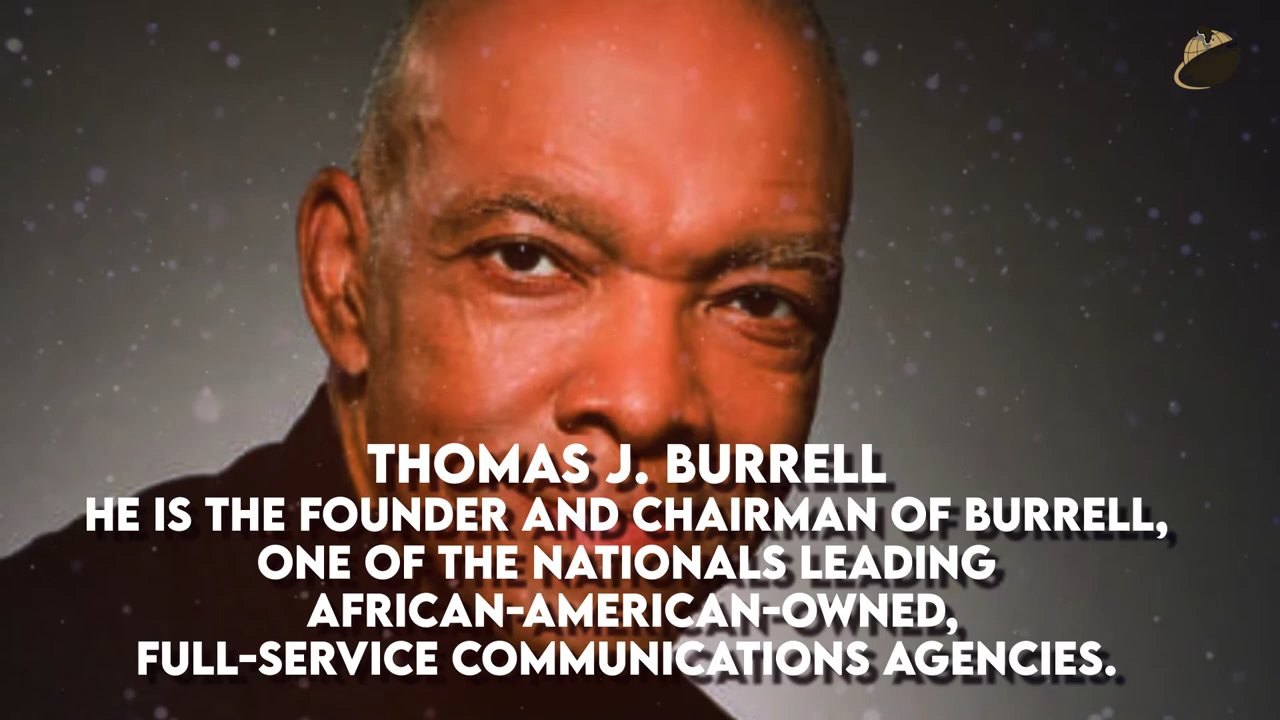 THOMAS J. BURRELL
HE IS THE FOUNDER AND CHAIRMAN OF BURRELL,
ONE OF THE NATIONALS LEADING
AFRICAN-AMERICAN-OWNED,
FULL-SERVICE COMMUNICATIONS AGENCIES.